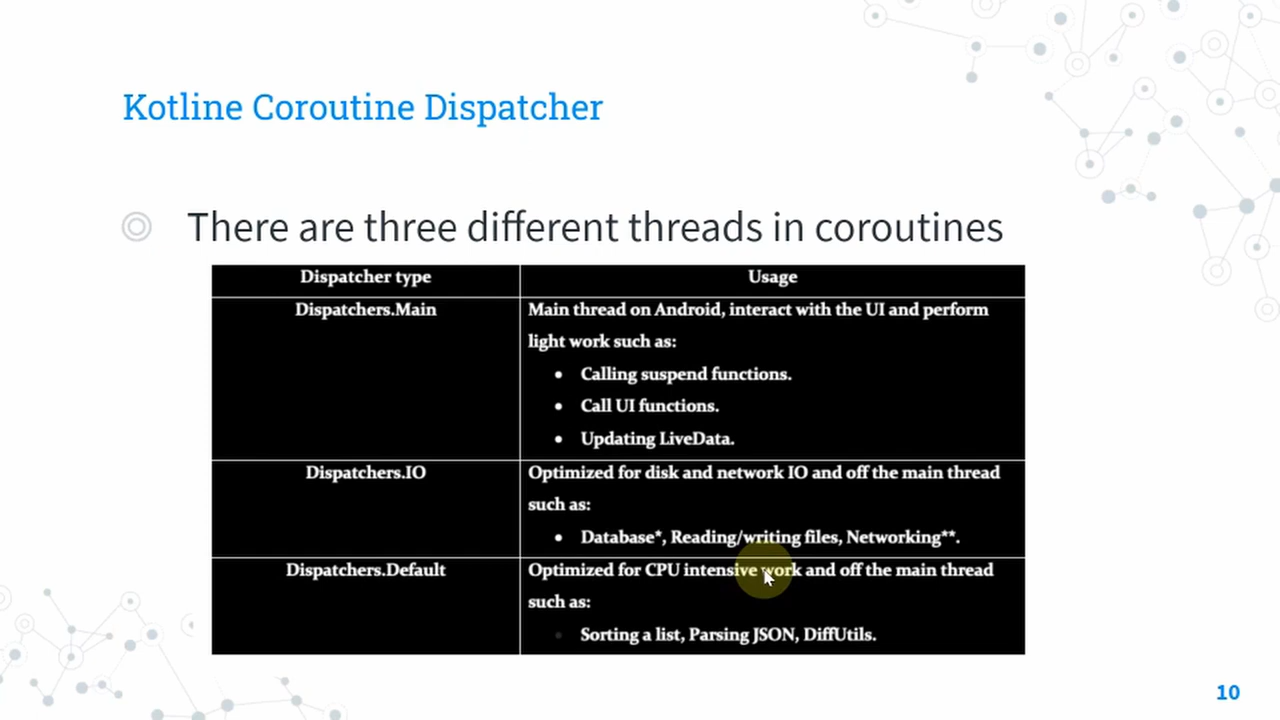 Kotline Coroutine Dispatcher
There are three different threads in coroutines
Dispatcher type
Usage
Dispatchers.Main
Main thread on Android, interact with the UI and perform
light work such as:
• Calling suspend functions.
• Call UI functions.
• Updating LiveData.
Dispatchers.IO
Optimized for disk and network IO and off the main thread
such as:
• Database*, Reading/writing files, Networking**.
Dispatchers.Default
Optimized for CPU intensive work and off the main thread
such as:
• Sorting a list, Parsing JSON, DiffUtils.
10